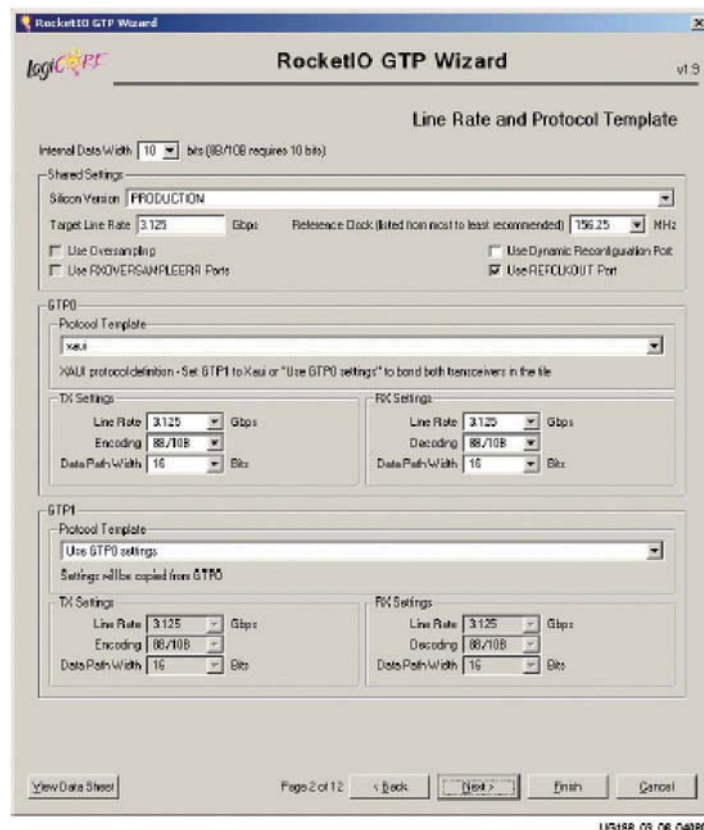 RocketIO GTP Wizard
logiCORE
RocketIO GTP Wizard
v1.9
Line Rate and Protocol Template
Internal Data Width 10 bits (8B/10B requires 10 bits)
Shared Settings
Silicon Version PRODUCTION
Target Line Rate 3.125 Gbps Reference Clock (listed from most to least recommended) 156.25 MHz
Use Oversampling Use Dynamic Reconfiguration Port
Use RXOVERSAMPLEERR Ports Use REFCLKOUT Port
GTP0
Protocol Template
xaui
XAUI protocol definition - Set GTP1 to Xaui or "Use GTP0 settings" to bond both transceivers in the tile
TX Settings RX Settings
Line Rate 3.125 Gbps Line Rate 3.125 Gbps
Encoding 8B/10B Decoding 8B/10B
Data Path Width 16 Bits Data Path Width 16 Bits
GTP1
Protocol Template
Use GTP0 settings
Settings will be copied from GTP0
TX Settings RX Settings
Line Rate 3.125 Gbps Line Rate 3.125 Gbps
Encoding 8B/10B Decoding 8B/10B
Data Path Width 16 Bits Data Path Width 16 Bits
View Data Sheet Page 2 of 12 < Back Next > Finish Cancel